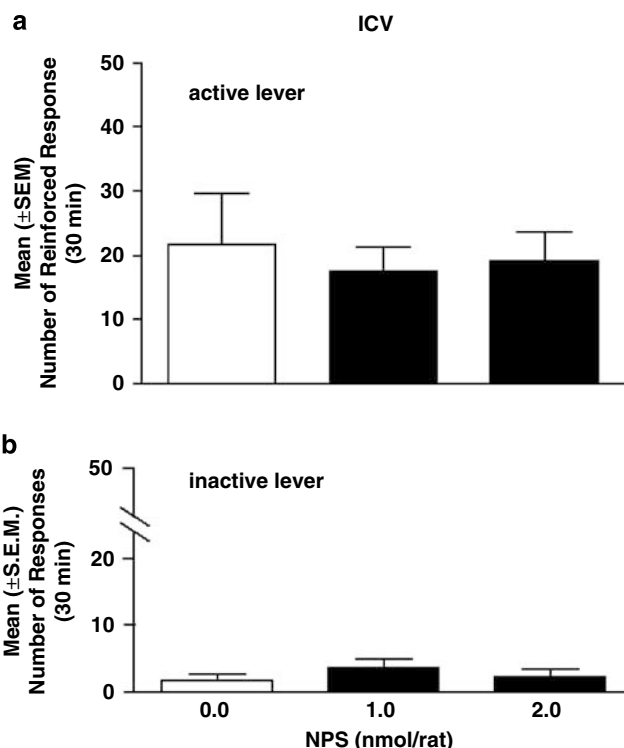 a
ICV
active lever
Mean (±SEM)
Number of Reinforced Response
(30 min)
50
40
30
20
10
0
b
inactive lever
Mean (±S.E.M.)
Number of Responses
(30 min)
50
20
10
0
0.0 1.0 2.0
NPS (nmol/rat)